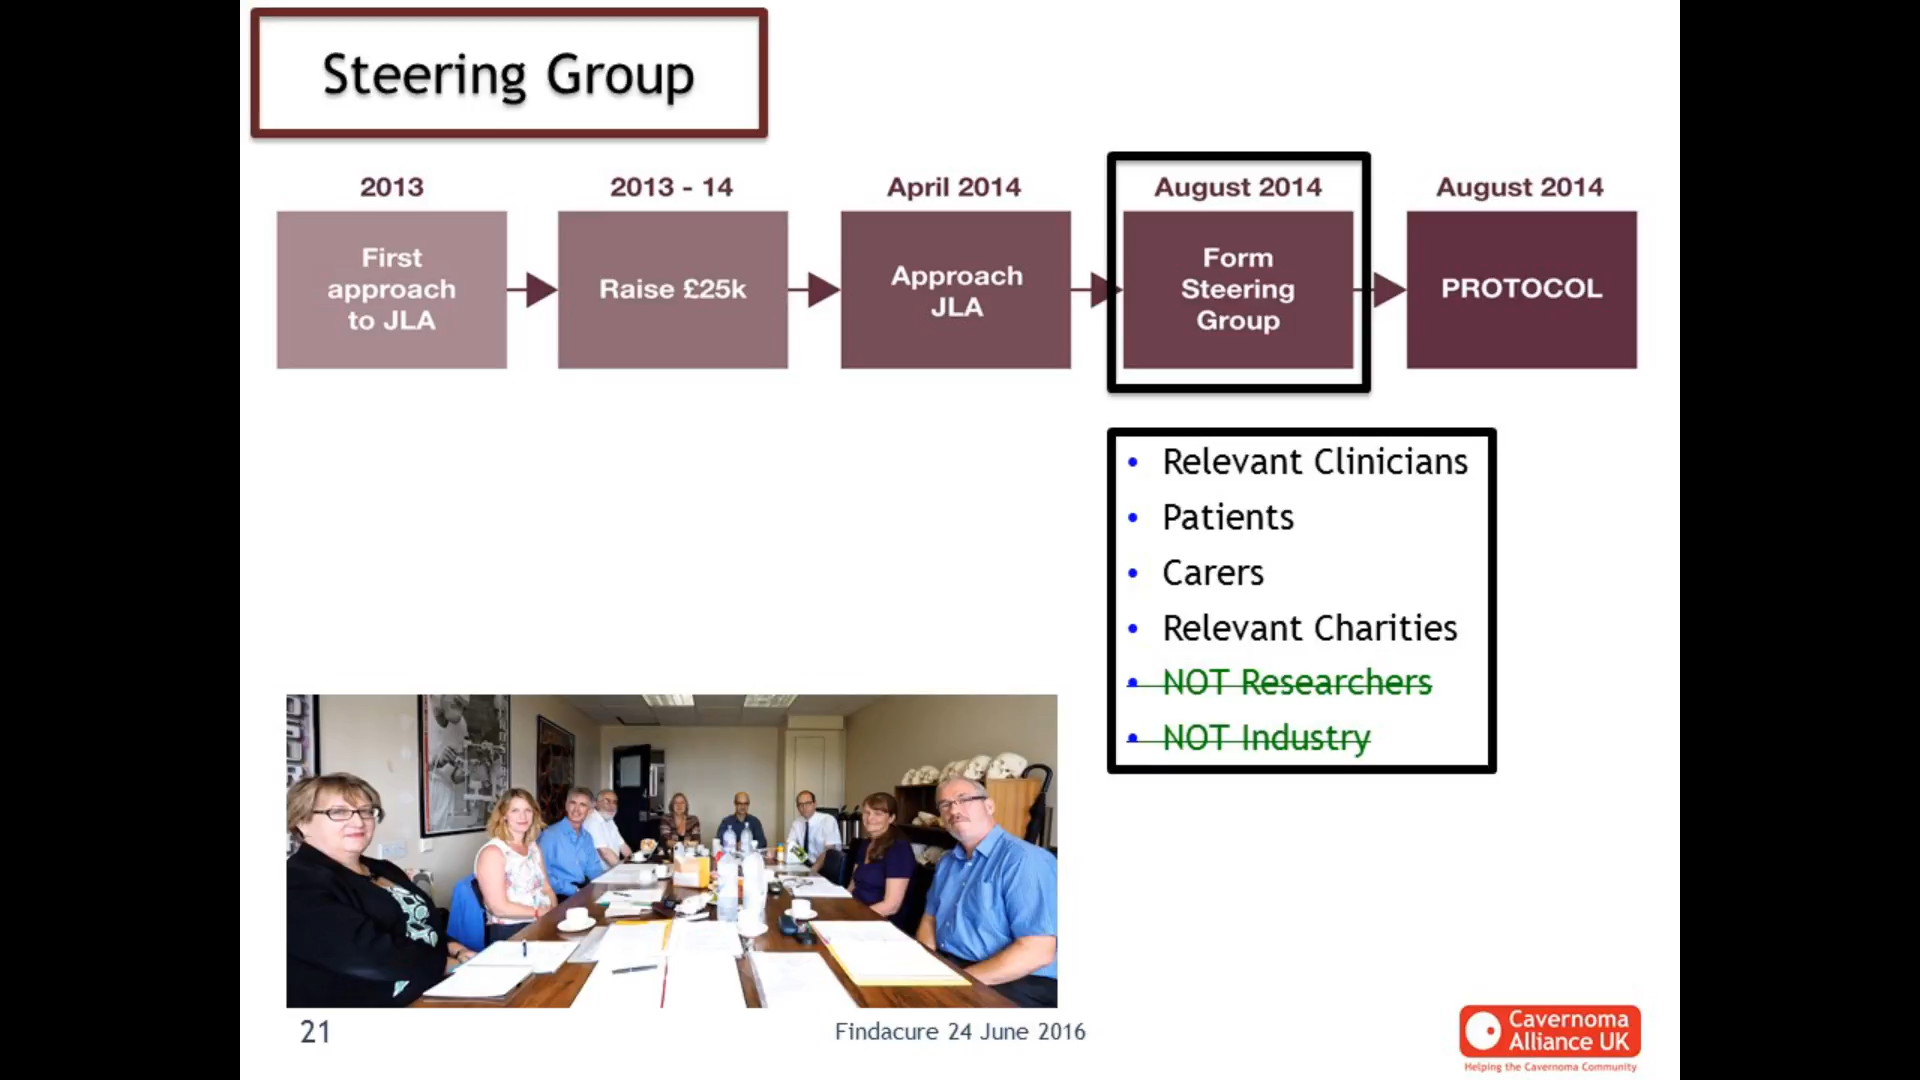 Steering Group
2013
2013 - 14
April 2014
August 2014
August 2014
First
approach
to JLA
Raise £25k
Approach
JLA
Form
Steering
Group
PROTOCOL
• Relevant Clinicians
• Patients
• Carers
• Relevant Charities
• NOT Researchers
• NOT Industry
21
Findacure 24 June 2016
Cavernoma
Alliance UK
Helping the Cavernoma Community